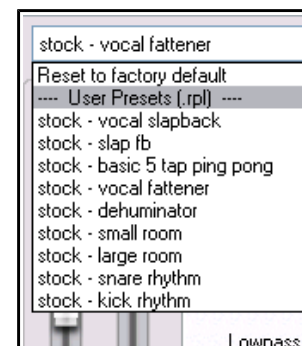 stock - vocal fattener
Reset to factory default
---- User Presets (.rpl) ----
stock - vocal slapback
stock - slap fb
stock - basic 5 tap ping pong
stock - vocal fattener
stock - dehuminator
stock - small room
stock - large room
stock - snare rhythm
stock - kick rhythm
Lowpass